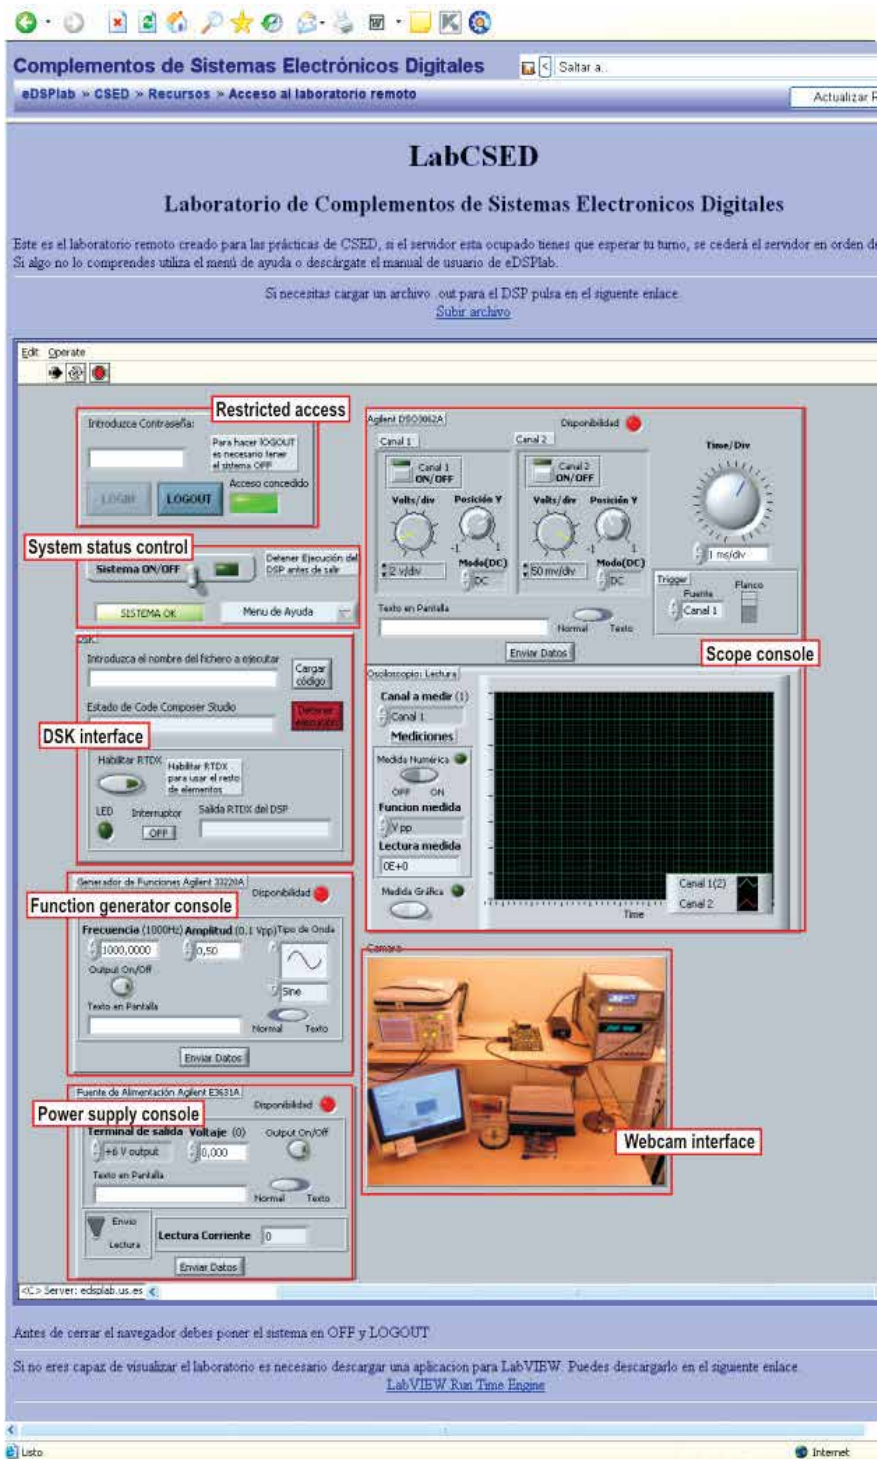 Complementos de Sistemas Electrónicos Digitales
Saltar a...
eDSPlab » CSED » Recursos » Acceso al laboratorio remoto
Actualizar R
LabCSED
Laboratorio de Complementos de Sistemas Electronicos Digitales
Este es el laboratorio remoto creado para las prácticas de CSED, si el servidor esta ocupado tienes que esperar tu turno, se cederá el servidor en orden de
Si algo no lo comprendes utiliza el menú de ayuda o descárgate el manual de usuario de eDSPlab.
Si necesitas cargar un archivo .out para el DSP pulsa en el siguente enlace
Subir archivo
Edit Operate
Restricted access
Introduzca Contraseña:
Para hacer lOGOUT
es necesario tener
el sistema OFF
Acceso concedido
LOGIN
LOGOUT
System status control
Sistema ON/OFF
Detener Ejecución del
DSP antes de salir
SISTEMA OK
Menu de Ayuda
DSK
Introduzca el nombre del fichero a ejecutar
Cargar
código
Estado de Code Composer Studio
Detener
ejecución
DSK interface
Habilitar RTDX
Habilitar RTDX
para usar el resto
de elementos
LED
Interruptor
Salida RTDX del DSP
OFF
Generador de Funciones Agilent 33220A
Disponibilidad
Function generator console
Frecuencia (1000Hz) Amplitud (0.1 Vpp) Tipo de Onda
1000,0000
0,50
Output On/Off
Sine
Texto en Pantalla
Normal Texto
Enviar Datos
Fuente de Alimentación Agilent E3631A
Disponibilidad
Power supply console
Terminal de salida Voltaje (0) Output On/Off
+6 V output
0,000
Texto en Pantalla
Normal Texto
Envio
Lectura
Lectura Corriente
0
Enviar Datos
Agilent DSO3062A
Disponibilidad
Canal 1
Canal 2
Time/Div
Canal 1
ON/OFF
Canal 2
ON/OFF
Volts/div Posición Y
Volts/div Posición Y
-1 1
-1 1
1 ms/div
Modo(DC)
Modo(DC)
2 v/div
DC
50 mv/div
DC
Trigger
Fuente
Flanco
Canal 1
Texto en Pantalla
Normal Texto
Enviar Datos
Scope console
Osciloscopio: Lectura
Canal a medir (1)
Canal 1
Mediciones
Medida Numérica
OFF ON
Funcion medida
Vpp
Lectura medida
0E+0
Medida Gráfica
Canal 1(2)
Canal 2
Time
Camara
Webcam interface
<C> Server: edsplab.us.es
Antes de cerrar el navegador debes poner el sistema en OFF y LOGOUT
Si no eres capaz de visualizar el laboratorio es necesario descargar una aplicacion para LabVIEW. Puedes descargarlo en el siguente enlace.
LabVIEW Run Time Engine
Listo
Internet